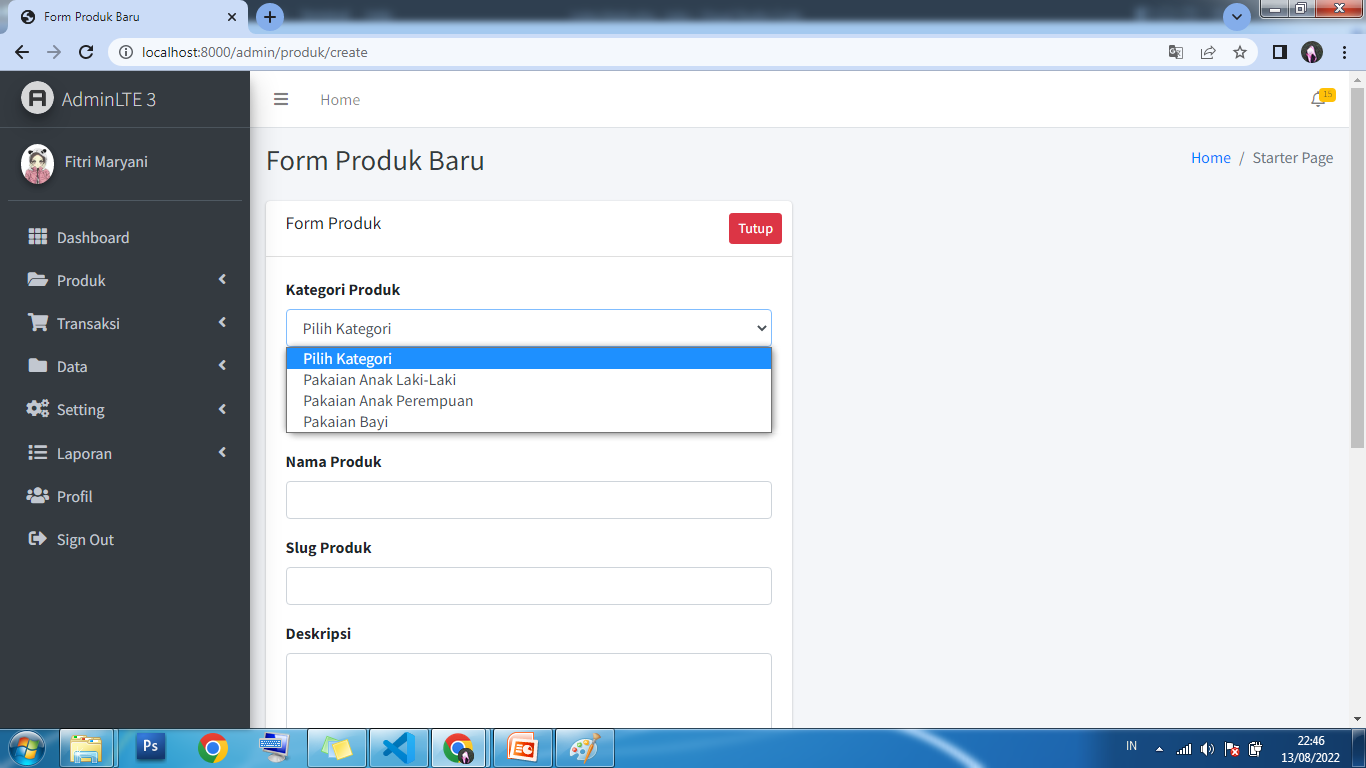 Form Produk Baru
localhost:8000/admin/produk/create
AdminLTE 3
Home
15
Fitri Maryani
Form Produk Baru
Home / Starter Page
Dashboard
Produk
Transaksi
Data
Setting
Laporan
Profil
Sign Out
Form Produk
Tutup
Kategori Produk
Pilih Kategori
Pilih Kategori
Pakaian Anak Laki-Laki
Pakaian Anak Perempuan
Pakaian Bayi
Nama Produk
Slug Produk
Deskripsi
Ps
IN
22:46
13/08/2022